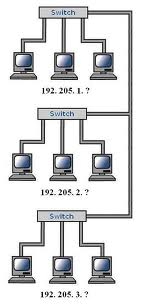 Switch
192. 205. 1. ?
Switch
192. 205. 2. ?
Switch
192. 205. 3. ?